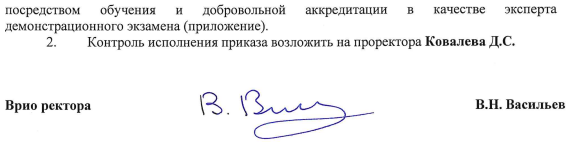 посредством обучения и добровольной аккредитации в качестве эксперта
демонстрационного экзамена (приложение).
2. Контроль исполнения приказа возложить на проректора Ковалева Д.С.
Врио ректора В.Н. Васильев